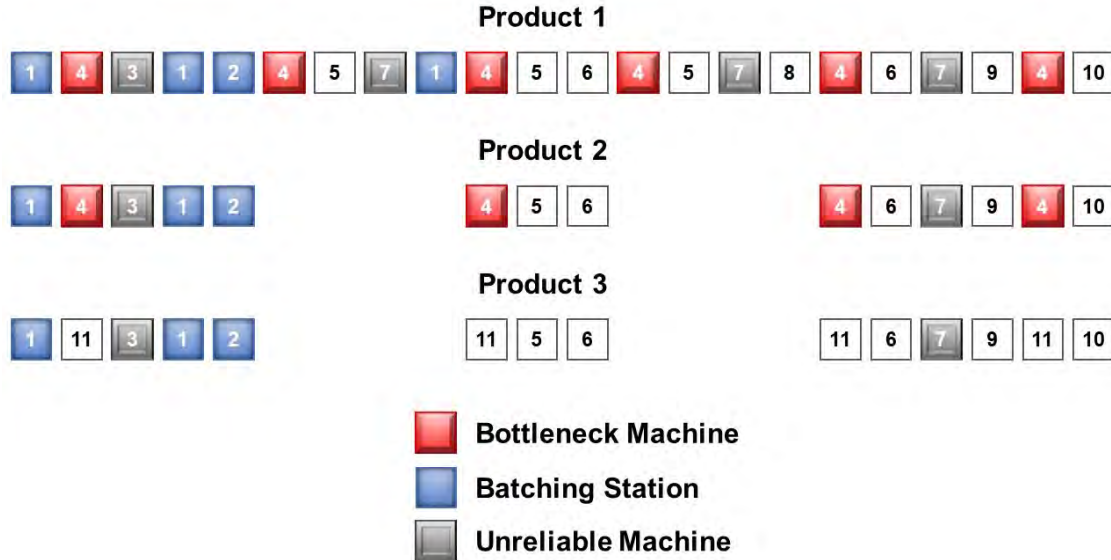 Product 1
1 4 3 1 2 4 5 7 1 4 5 6 4 5 7 8 4 6 7 9 4 10
Product 2
1 4 3 1 2 4 5 6 4 6 7 9 4 10
Product 3
1 11 3 1 2 11 5 6 11 6 7 9 11 10
Bottleneck Machine
Batching Station
Unreliable Machine